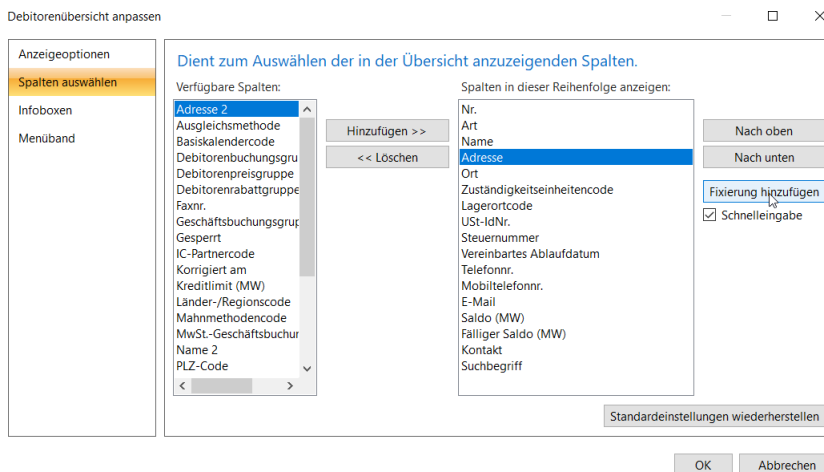 Debitorenübersicht anpassen
Anzeigeoptionen
Spalten auswählen
Infoboxen
Menüband
Dient zum Auswählen der in der Übersicht anzuzeigenden Spalten.
Verfügbare Spalten:
Adresse 2
Ausgleichsmethode
Basiskalendercode
Debitorenbuchungsgru
Debitorenpreisgruppe
Debitorenrabattgruppe
Faxnr.
Geschäftsbuchungsgrup
Gesperrt
IC-Partnercode
Korrigiert am
Kreditlimit (MW)
Länder-/Regionscode
Mahnmethodencode
MwSt.-Geschäftsbuchur
Name 2
PLZ-Code
Hinzufügen >>
<< Löschen
Spalten in dieser Reihenfolge anzeigen:
Nr.
Art
Name
Adresse
Ort
Zuständigkeitseinheitencode
Lagerortcode
USt-IdNr.
Steuernummer
Vereinbartes Ablaufdatum
Telefonnr.
Mobiltelefonnr.
E-Mail
Saldo (MW)
Fälliger Saldo (MW)
Kontakt
Suchbegriff
Nach oben
Nach unten
Fixierung hinzufügen
Schnelleingabe
Standardeinstellungen wiederherstellen
OK
Abbrechen